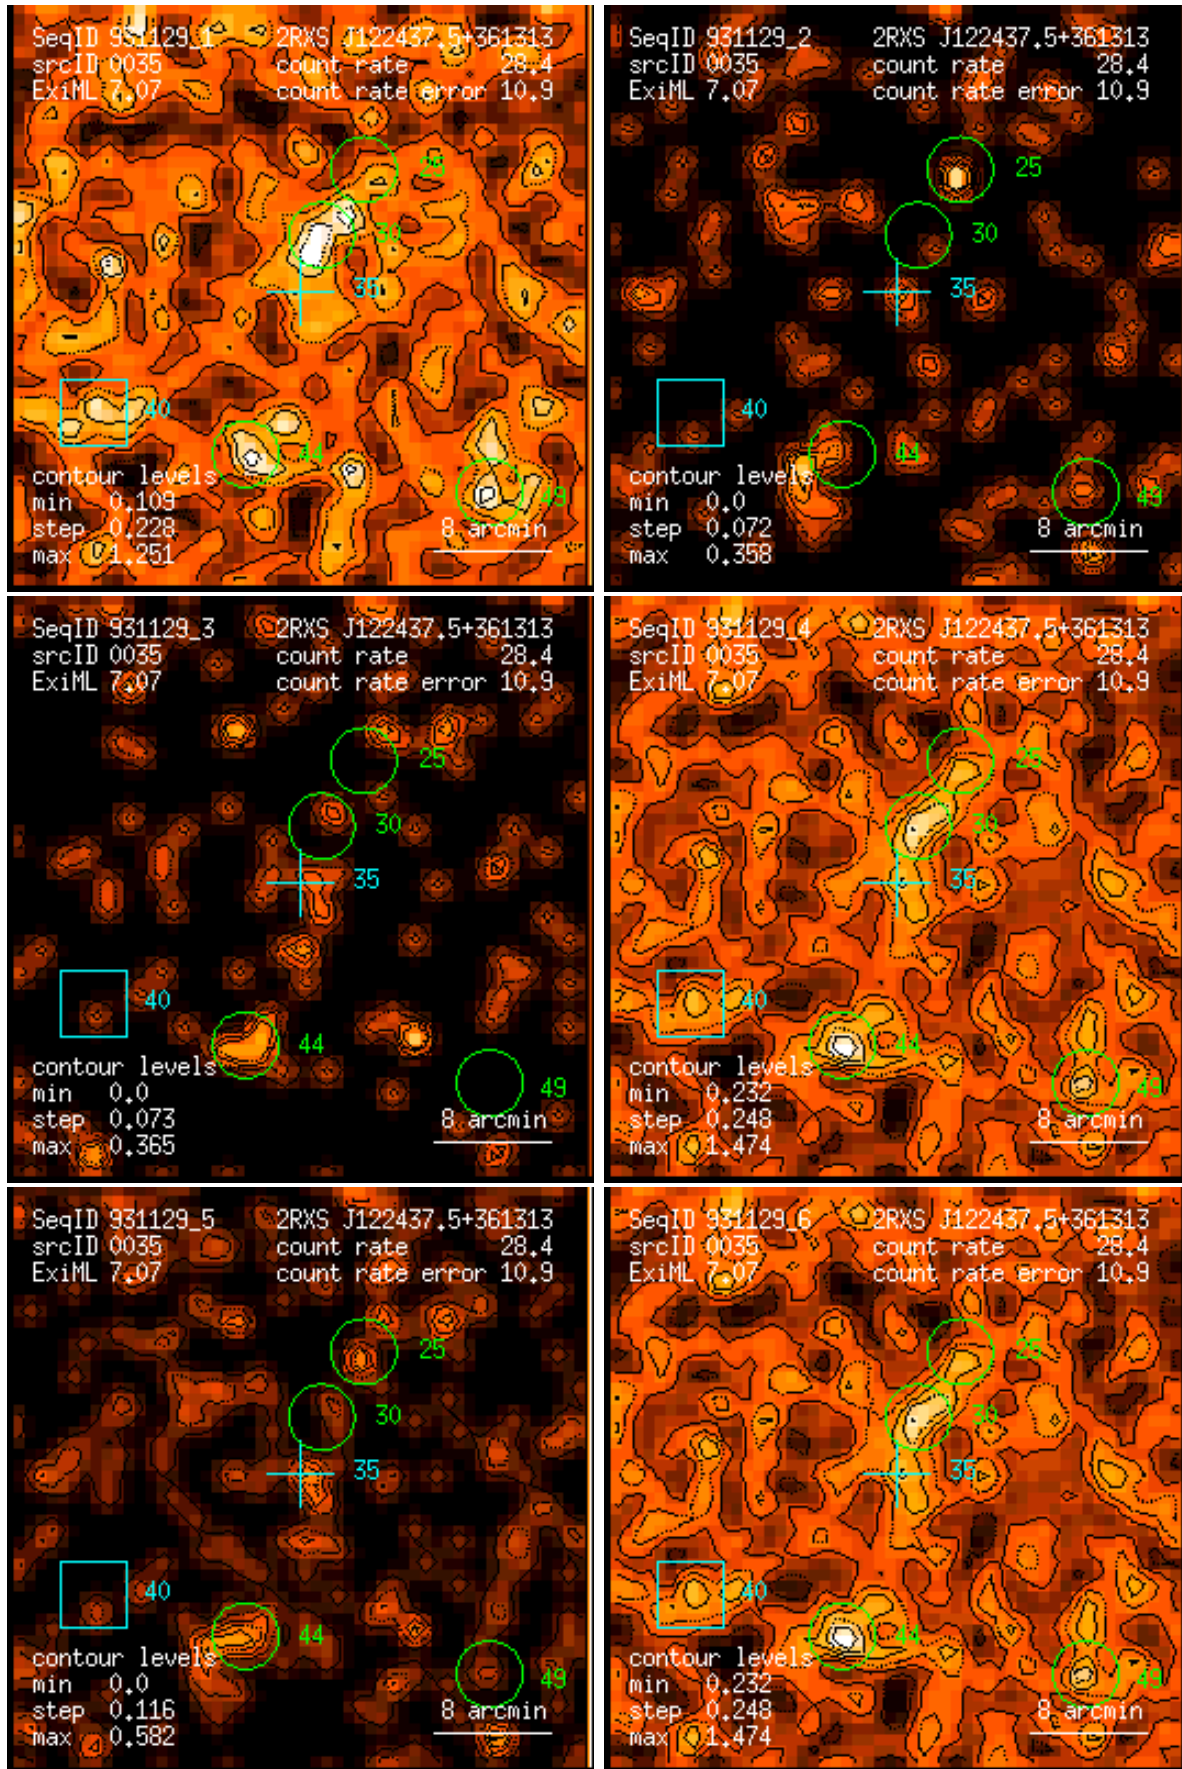 SeqID 931129_1 2RXS J122437.5+361313
srcID 0035 count rate 28.4
ExiML 7.07 count rate error 10.9
25
30
35
40
44
contour levels
min 0.109
49
step 0.228
8 arcmin
max 1.251
SeqID 931129_2 2RXS J122437.5+361313
srcID 0035 count rate 28.4
ExiML 7.07 count rate error 10.9
25
30
35
40
44
contour levels
min 0.0
49
step 0.072
8 arcmin
max 0.358
SeqID 931129_3 2RXS J122437.5+361313
srcID 0035 count rate 28.4
ExiML 7.07 count rate error 10.9
25
30
35
40
44
contour levels
min 0.0
49
step 0.073
8 arcmin
max 0.365
SeqID 931129_4 2RXS J122437.5+361313
srcID 0035 count rate 28.4
ExiML 7.07 count rate error 10.9
25
30
35
40
44
contour levels
min 0.232
49
step 0.248
8 arcmin
max 1.474
SeqID 931129_5 2RXS J122437.5+361313
srcID 0035 count rate 28.4
ExiML 7.07 count rate error 10.9
25
30
35
40
44
contour levels
min 0.0
49
step 0.116
8 arcmin
max 0.582
SeqID 931129_6 2RXS J122437.5+361313
srcID 0035 count rate 28.4
ExiML 7.07 count rate error 10.9
25
30
35
40
44
contour levels
min 0.232
49
step 0.248
8 arcmin
max 1.474